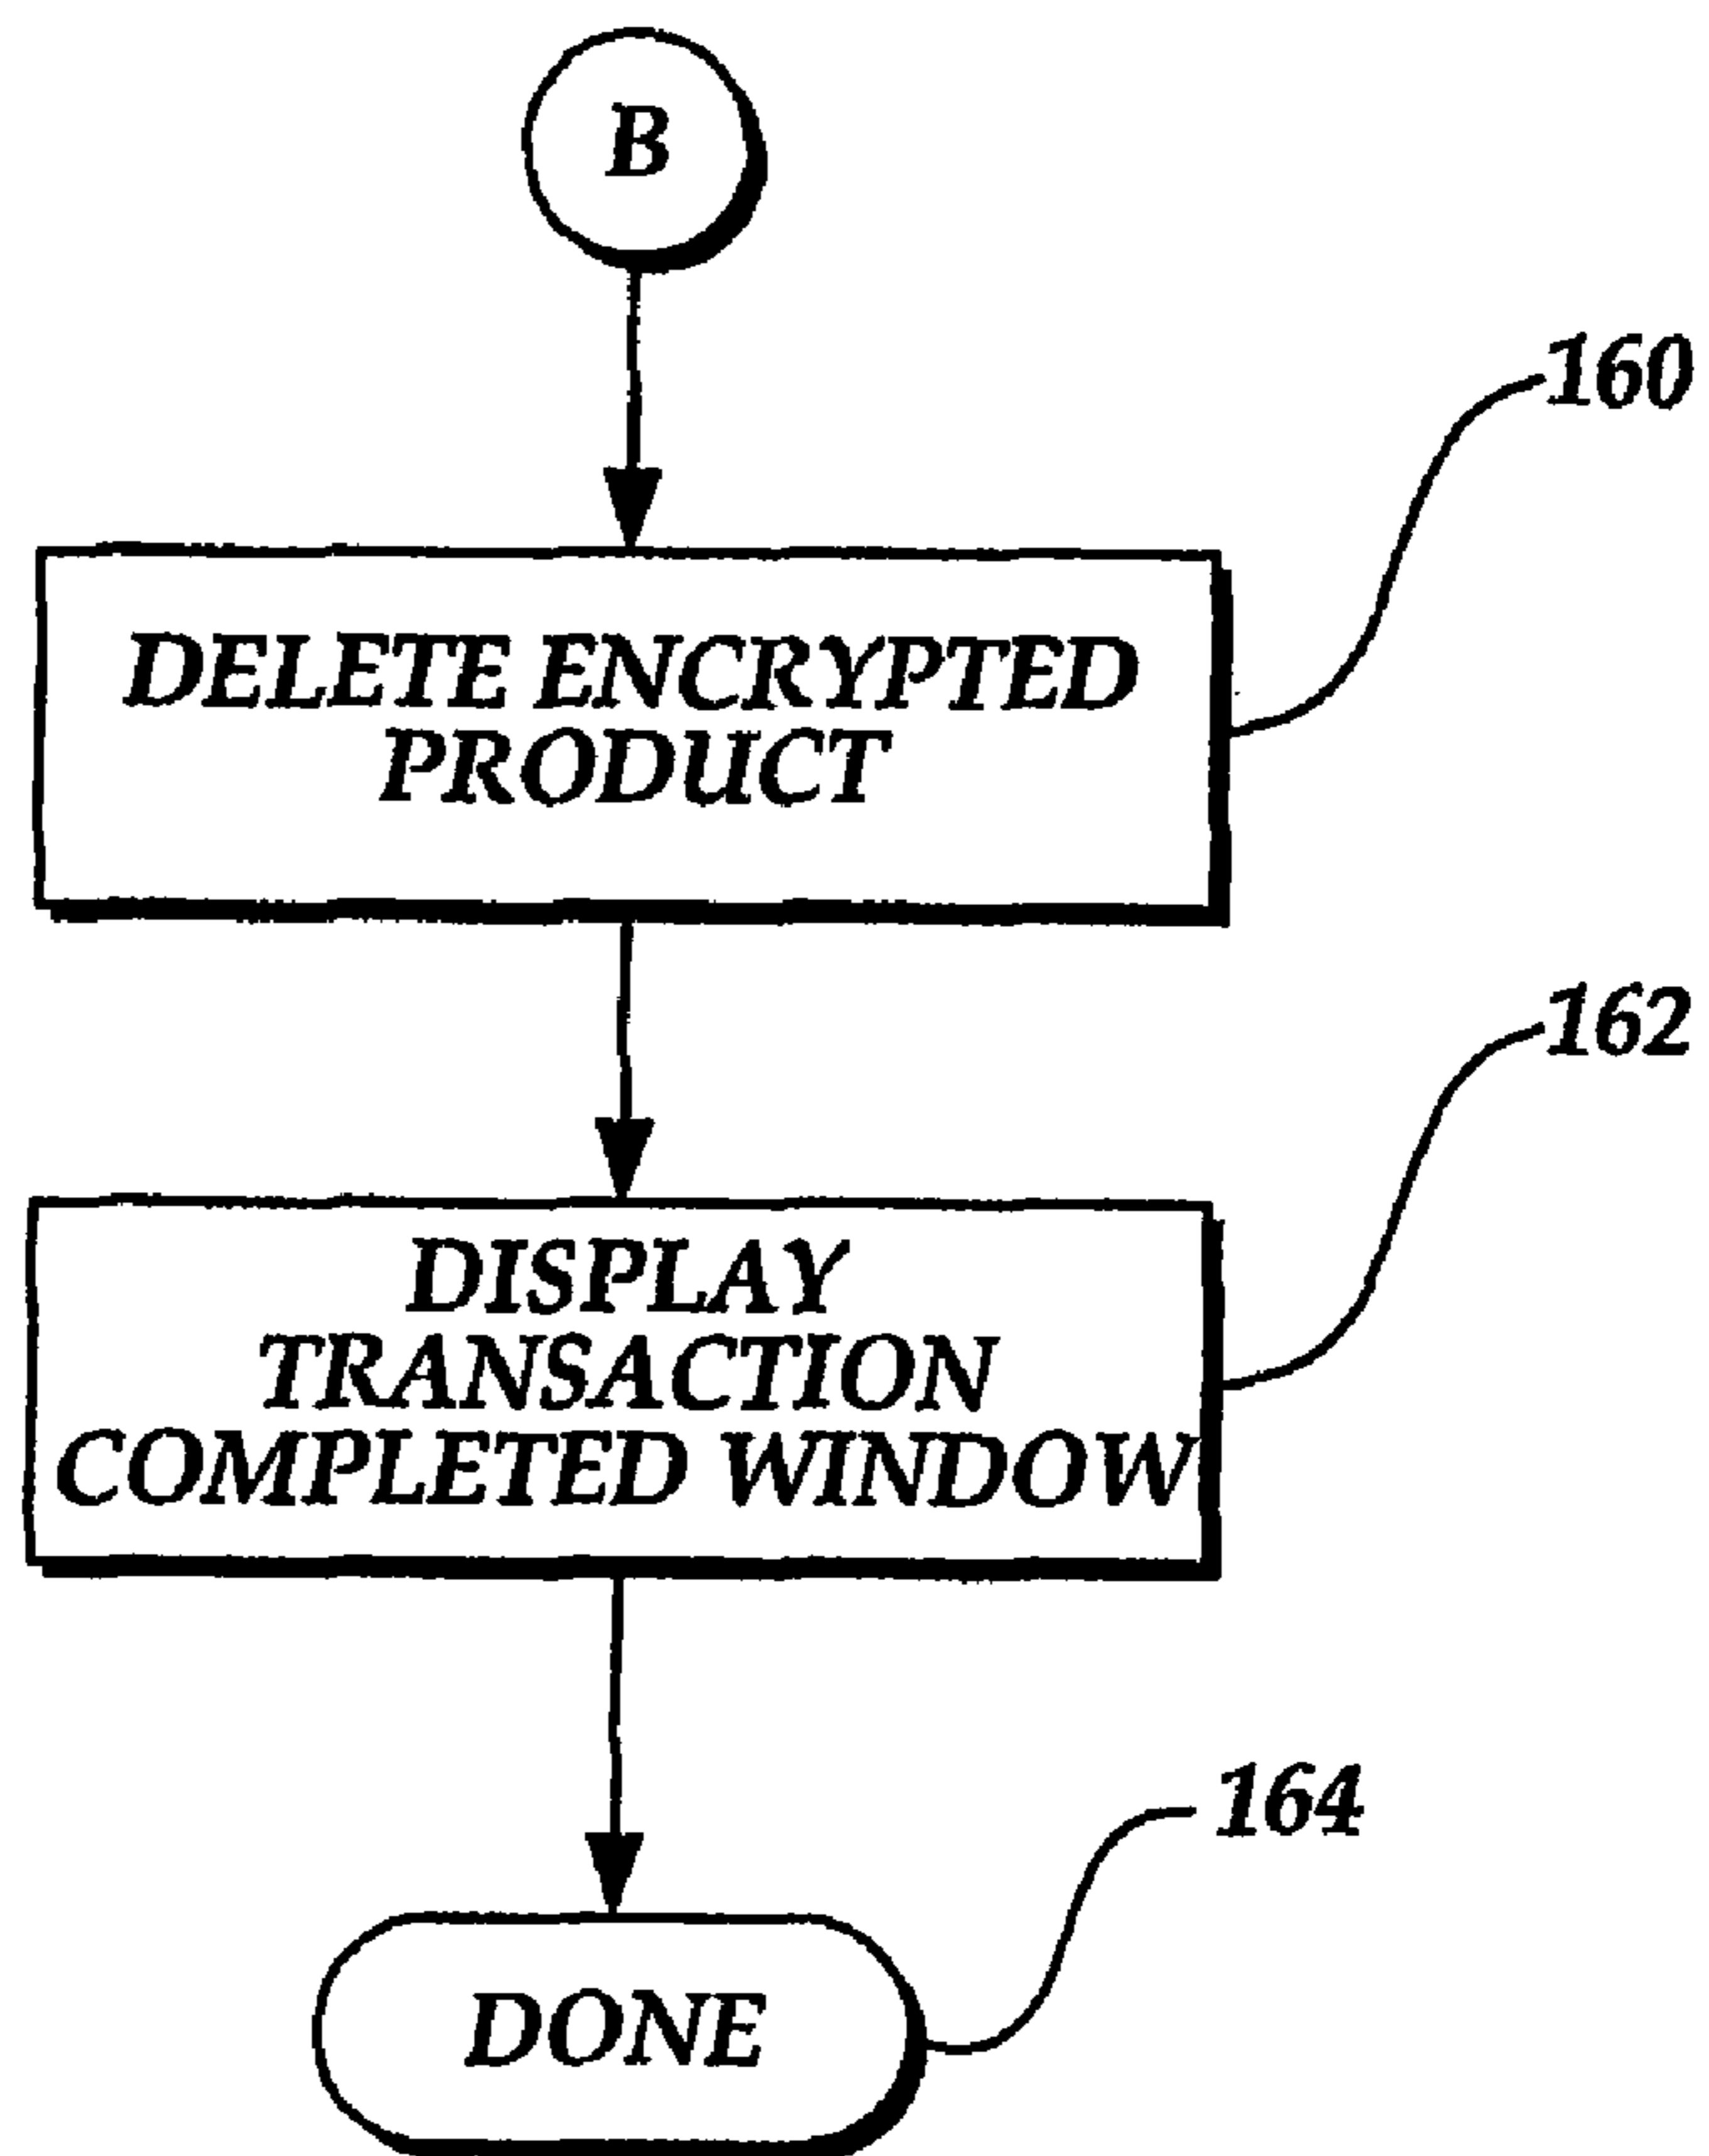 B
160
DELETE ENCRYPTED
PRODUCT
162
DISPLAY
TRANSACTION
COMPLETED WINDOW
164
DONE